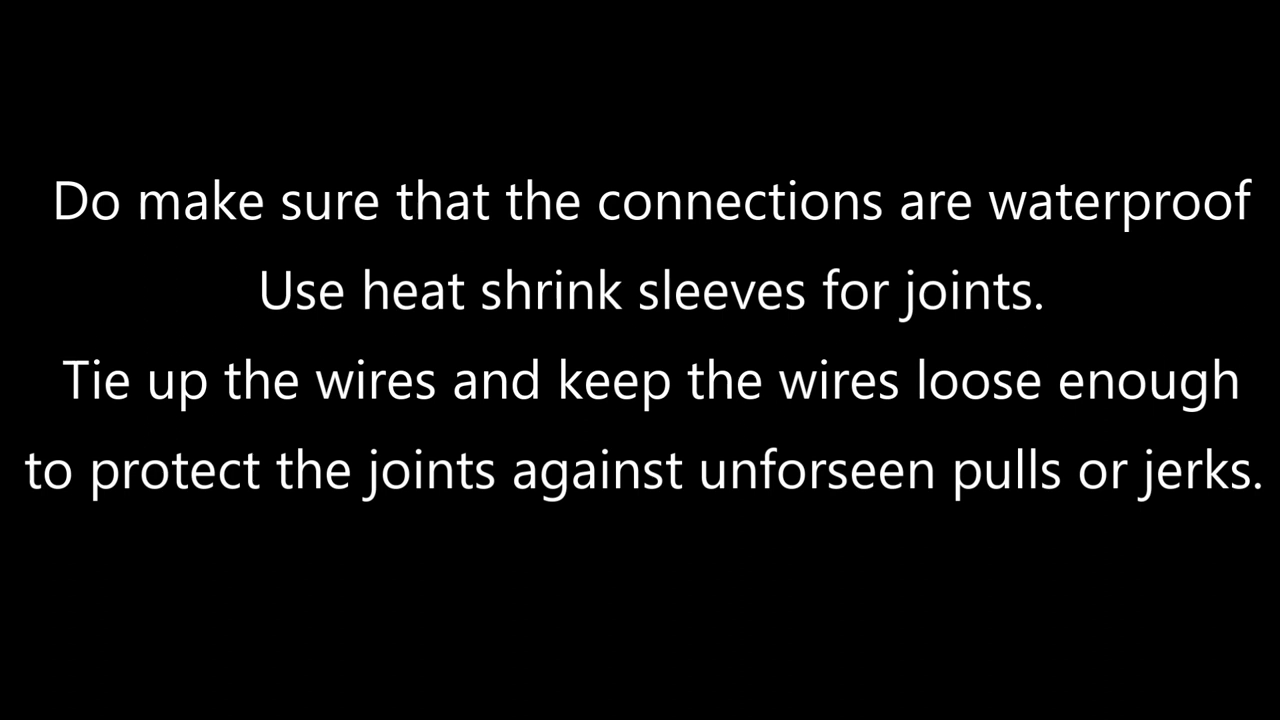 Do make sure that the connections are waterproof
Use heat shrink sleeves for joints.
Tie up the wires and keep the wires loose enough
to protect the joints against unforseen pulls or jerks.